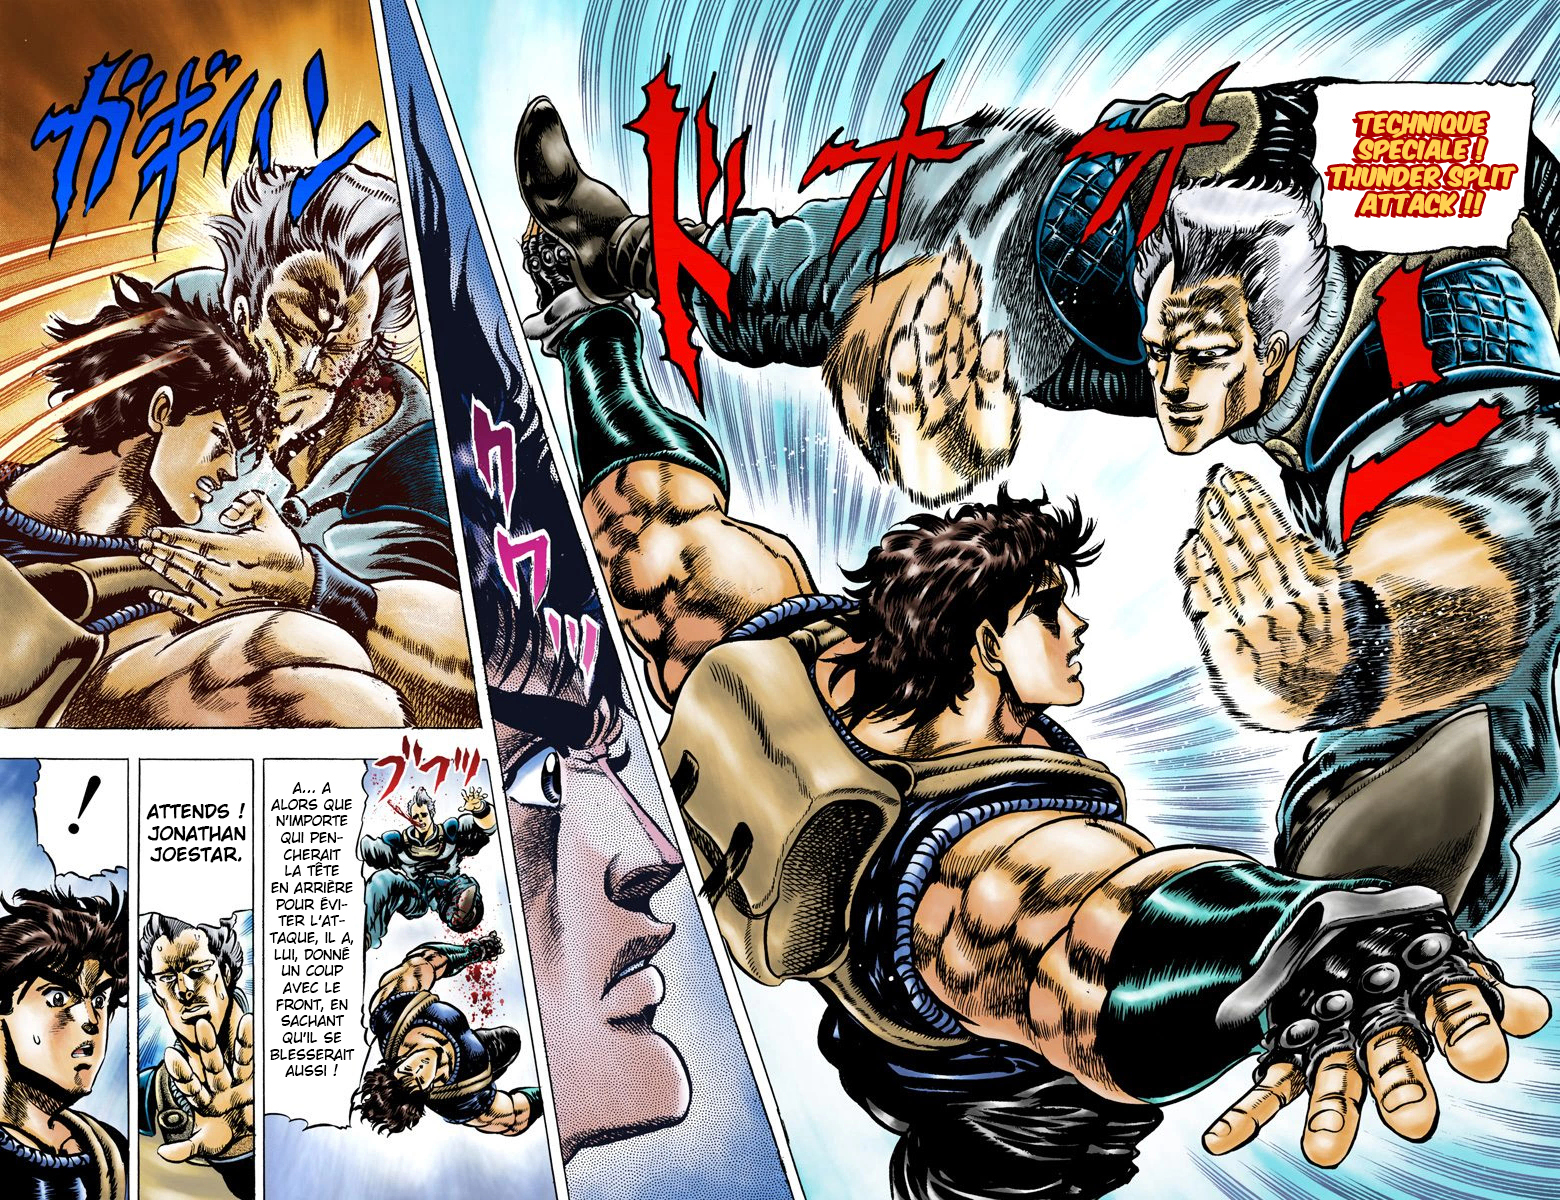 TECHNIQUE
SPÉCIALE !
THUNDER SPLIT
ATTACK !!
ドオオー
ククッ
ガギィハン
ブブッ
A... A
ALORS QUE
N'IMPORTE
QUI PEN-
CHERAIT
LA TÊTE
EN ARRIÈRE
POUR ÉVI-
TER L'AT-
TAQUE, IL A,
LUI, DONNÉ
UN COUP
AVEC LE
FRONT, EN
SACHANT
QU'IL SE
BLESSERAIT
AUSSI !
ATTENDS !
JONATHAN
JOESTAR.
!